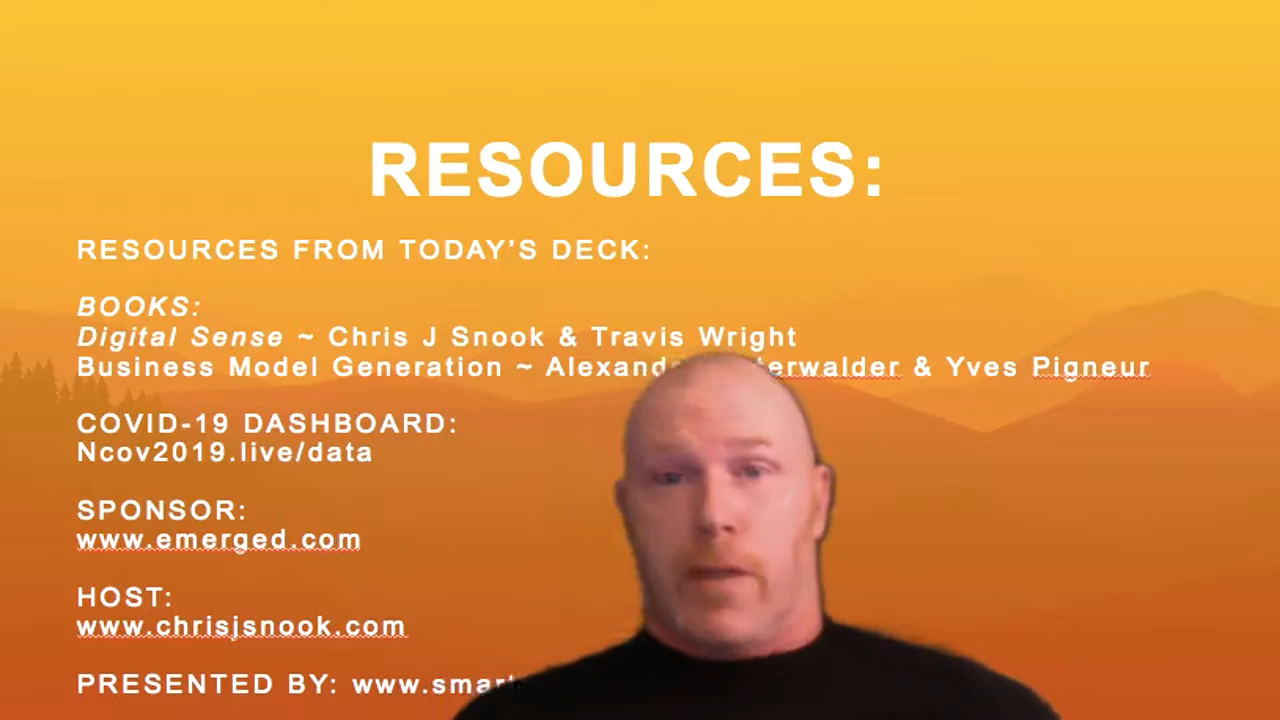 RESOURCES:
RESOURCES FROM TODAY’S DECK:
BOOKS:
Digital Sense ~ Chris J Snook & Travis Wright
Business Model Generation ~ & Yves Pigneur
COVID-19 DASHBOARD:
Ncov2019.live/data
SPONSOR:
www.emerged.com
HOST:
www.chrisjsnook.com
PRESENTED BY: